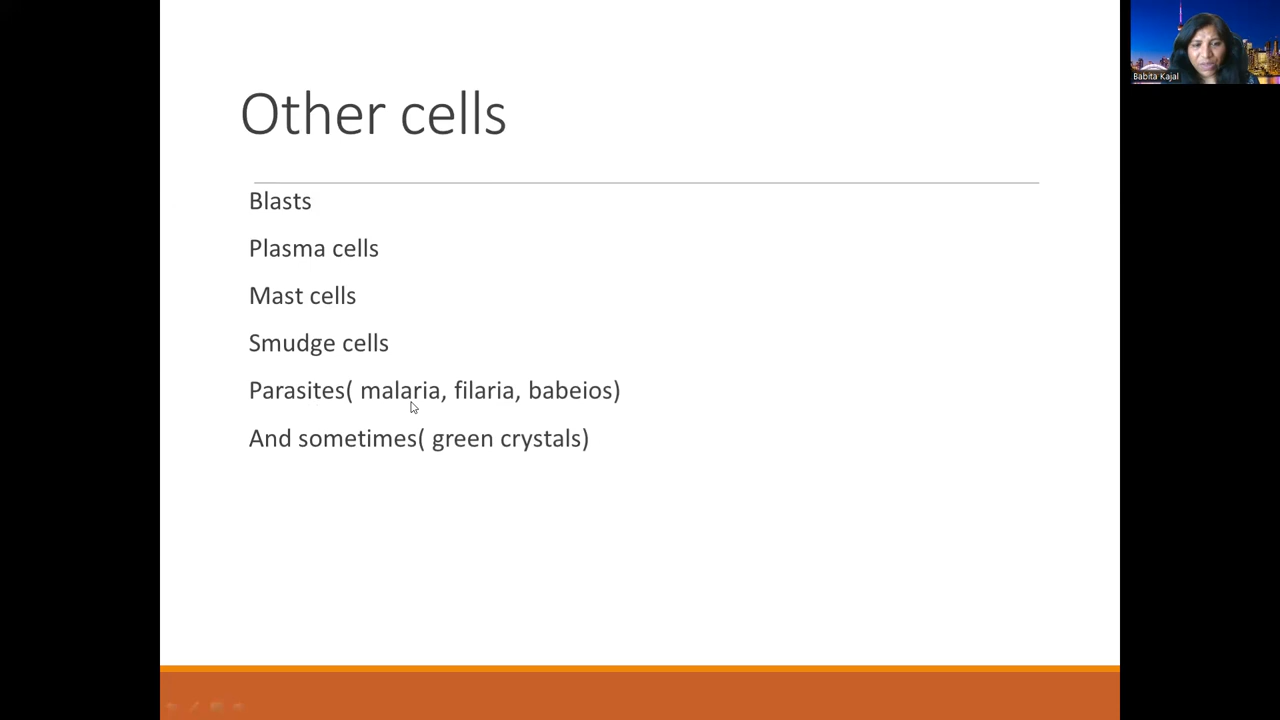 Other cells
Blasts
Plasma cells
Mast cells
Smudge cells
Parasites( malaria, filaria, babeios)
And sometimes( green crystals)
Babita Kajal